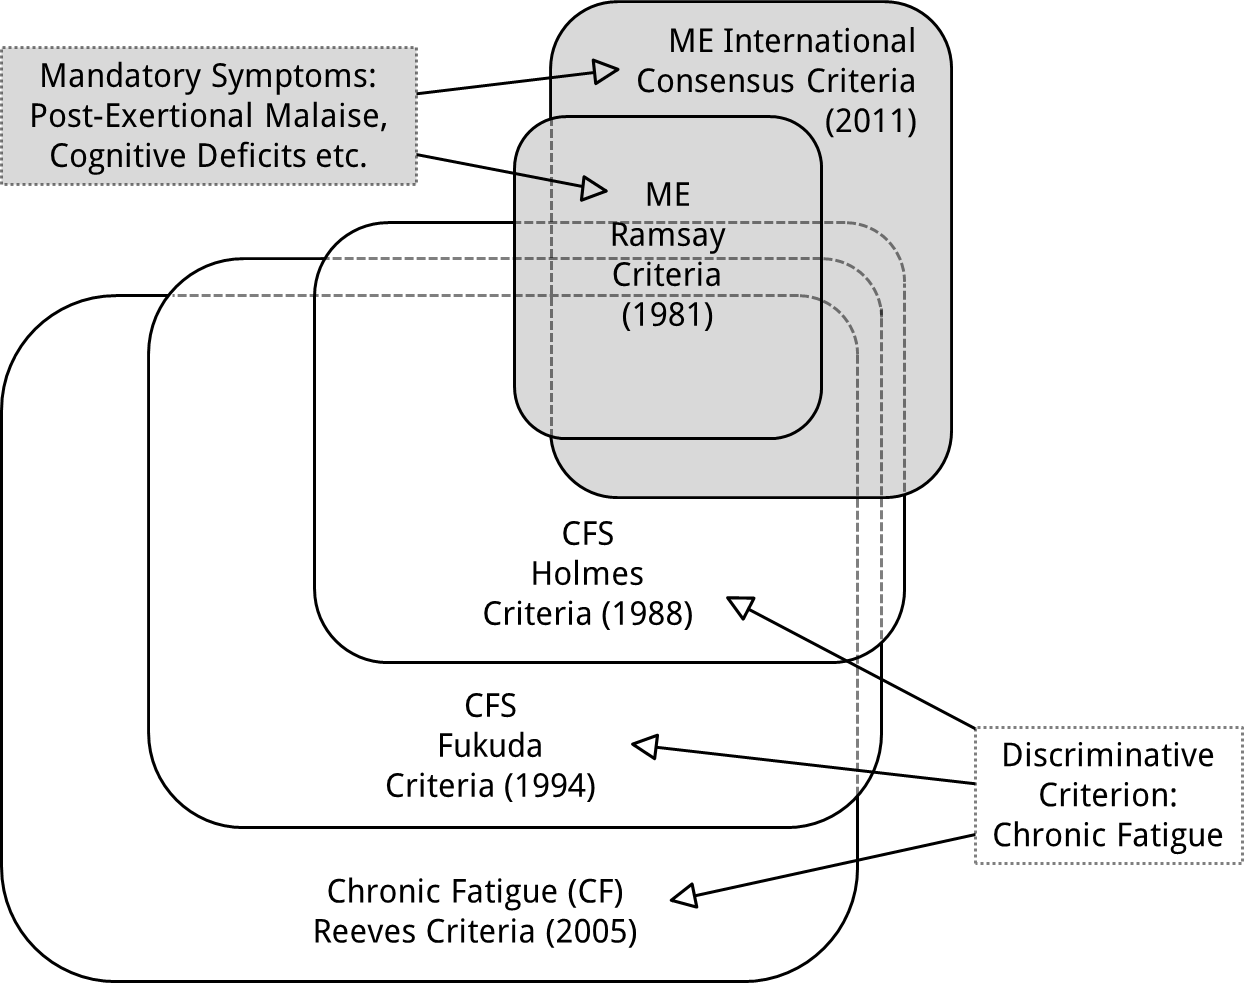 ME International
Consensus Criteria
(2011)
Mandatory Symptoms:
Post-Exertional Malaise,
Cognitive Deficits etc.
ME
Ramsay
Criteria
(1981)
CFS
Holmes
Criteria (1988)
CFS
Fukuda
Criteria (1994)
Discriminative
Criterion:
Chronic Fatigue
Chronic Fatigue (CF)
Reeves Criteria (2005)